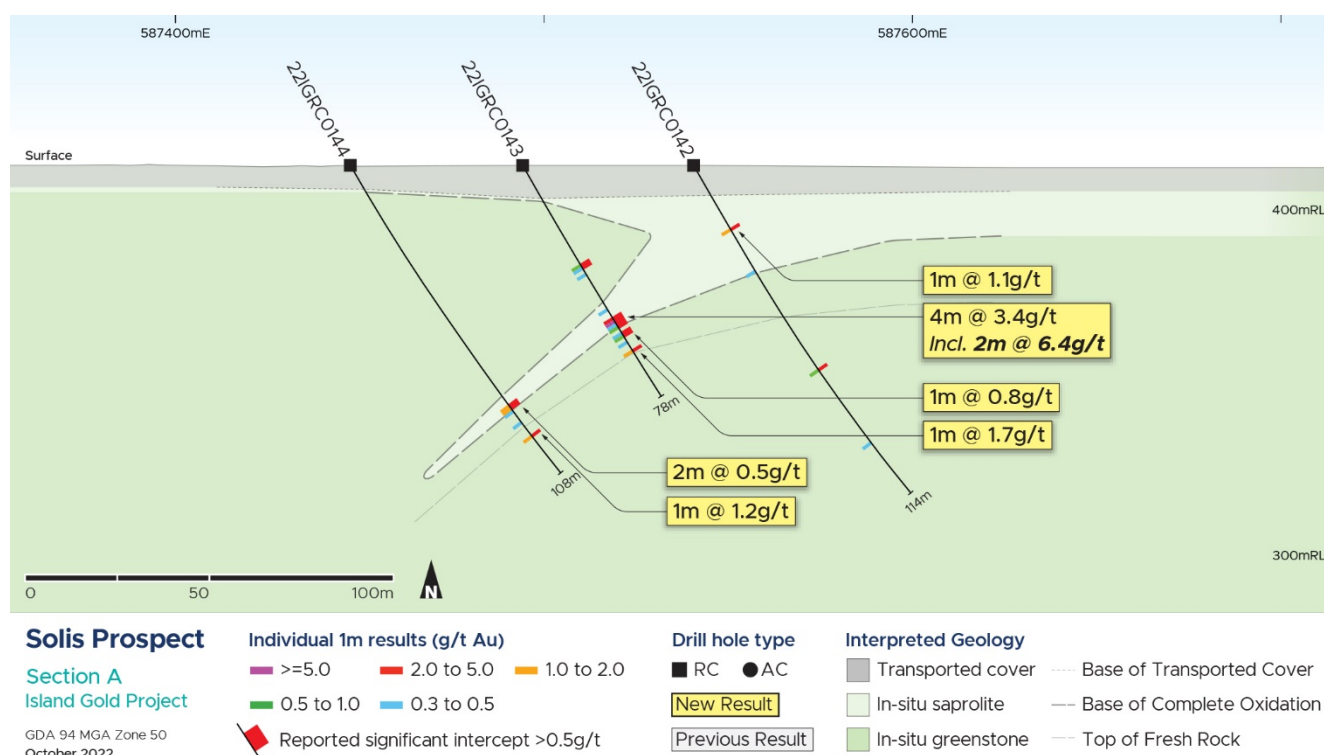 587400mE
587600mE
22IGRC0144
22IGRC0143
22IGRC0142
Surface
400mRL
1m @ 1.1g/t
4m @ 3.4g/t
Incl. 2m @ 6.4g/t
1m @ 0.8g/t
78m
1m @ 1.7g/t
2m @ 0.5g/t
108m
1m @ 1.2g/t
114m
300mRL
0 50 100m
N
Solis Prospect
Section A
Island Gold Project
GDA 94 MGA Zone 50
October 2022
Individual 1m results (g/t Au)
>=5.0 2.0 to 5.0 1.0 to 2.0
0.5 to 1.0 0.3 to 0.5
Reported significant intercept >0.5g/t
Drill hole type
RC AC
New Result
Previous Result
Interpreted Geology
Transported cover Base of Transported Cover
In-situ saprolite Base of Complete Oxidation
In-situ greenstone Top of Fresh Rock